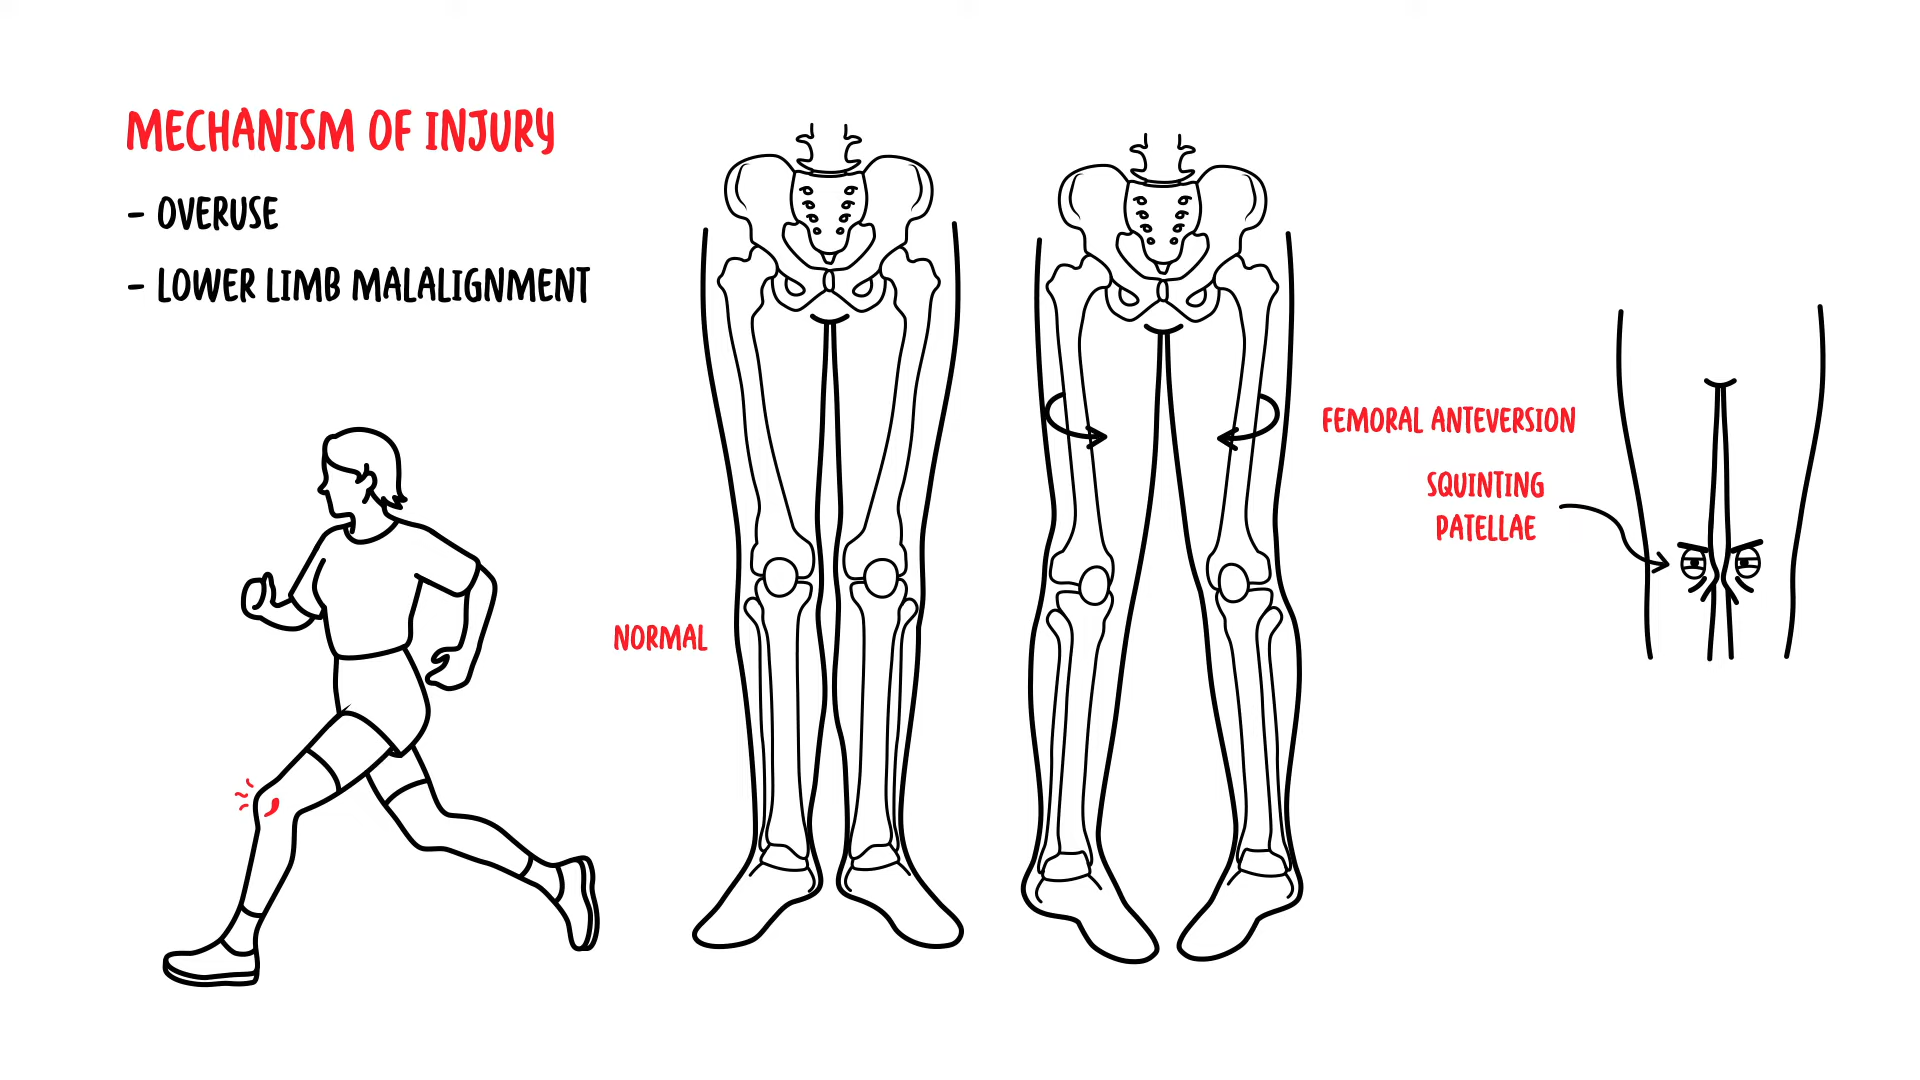 MECHANISM OF INJURY
- OVERUSE
- LOWER LIMB MALALIGNMENT
NORMAL
FEMORAL ANTEVERSION
SQUINTING
PATELLAE